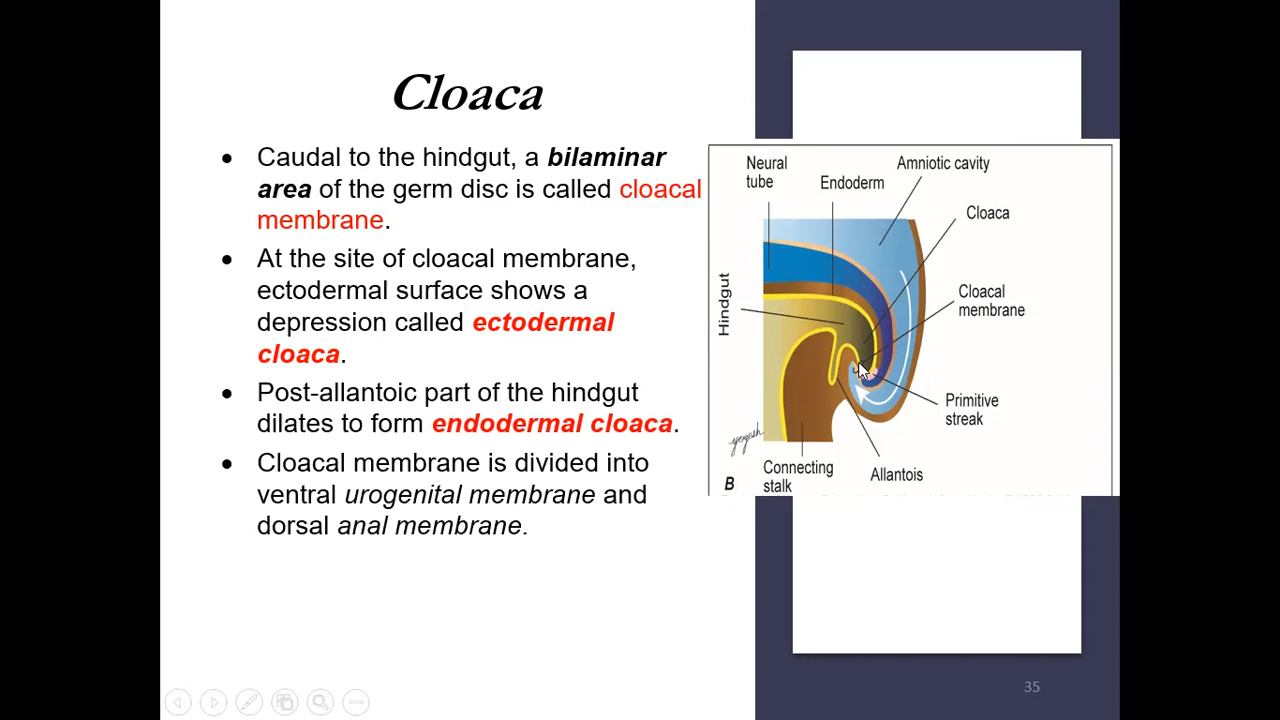 Cloaca
• Caudal to the hindgut, a bilaminar
area of the germ disc is called cloacal
membrane.
• At the site of cloacal membrane,
ectodermal surface shows a
depression called ectodermal
cloaca.
• Post-allantoic part of the hindgut
dilates to form endodermal cloaca.
• Cloacal membrane is divided into
ventral urogenital membrane and
dorsal anal membrane.
Neural
tube
Endoderm
Amniotic cavity
Cloaca
Cloacal
membrane
Hindgut
Primitive
streak
Allantois
Connecting
stalk
yogesh
B
35